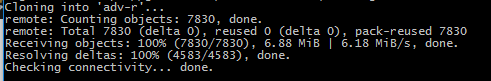 Cloning into 'adv-r'...
remote: Counting objects: 7830, done.
remote: Total 7830 (delta 0), reused 0 (delta 0), pack-reused 7830
Receiving objects: 100% (7830/7830), 6.88 MiB | 6.18 MiB/s, done.
Resolving deltas: 100% (4583/4583), done.
Checking connectivity... done.